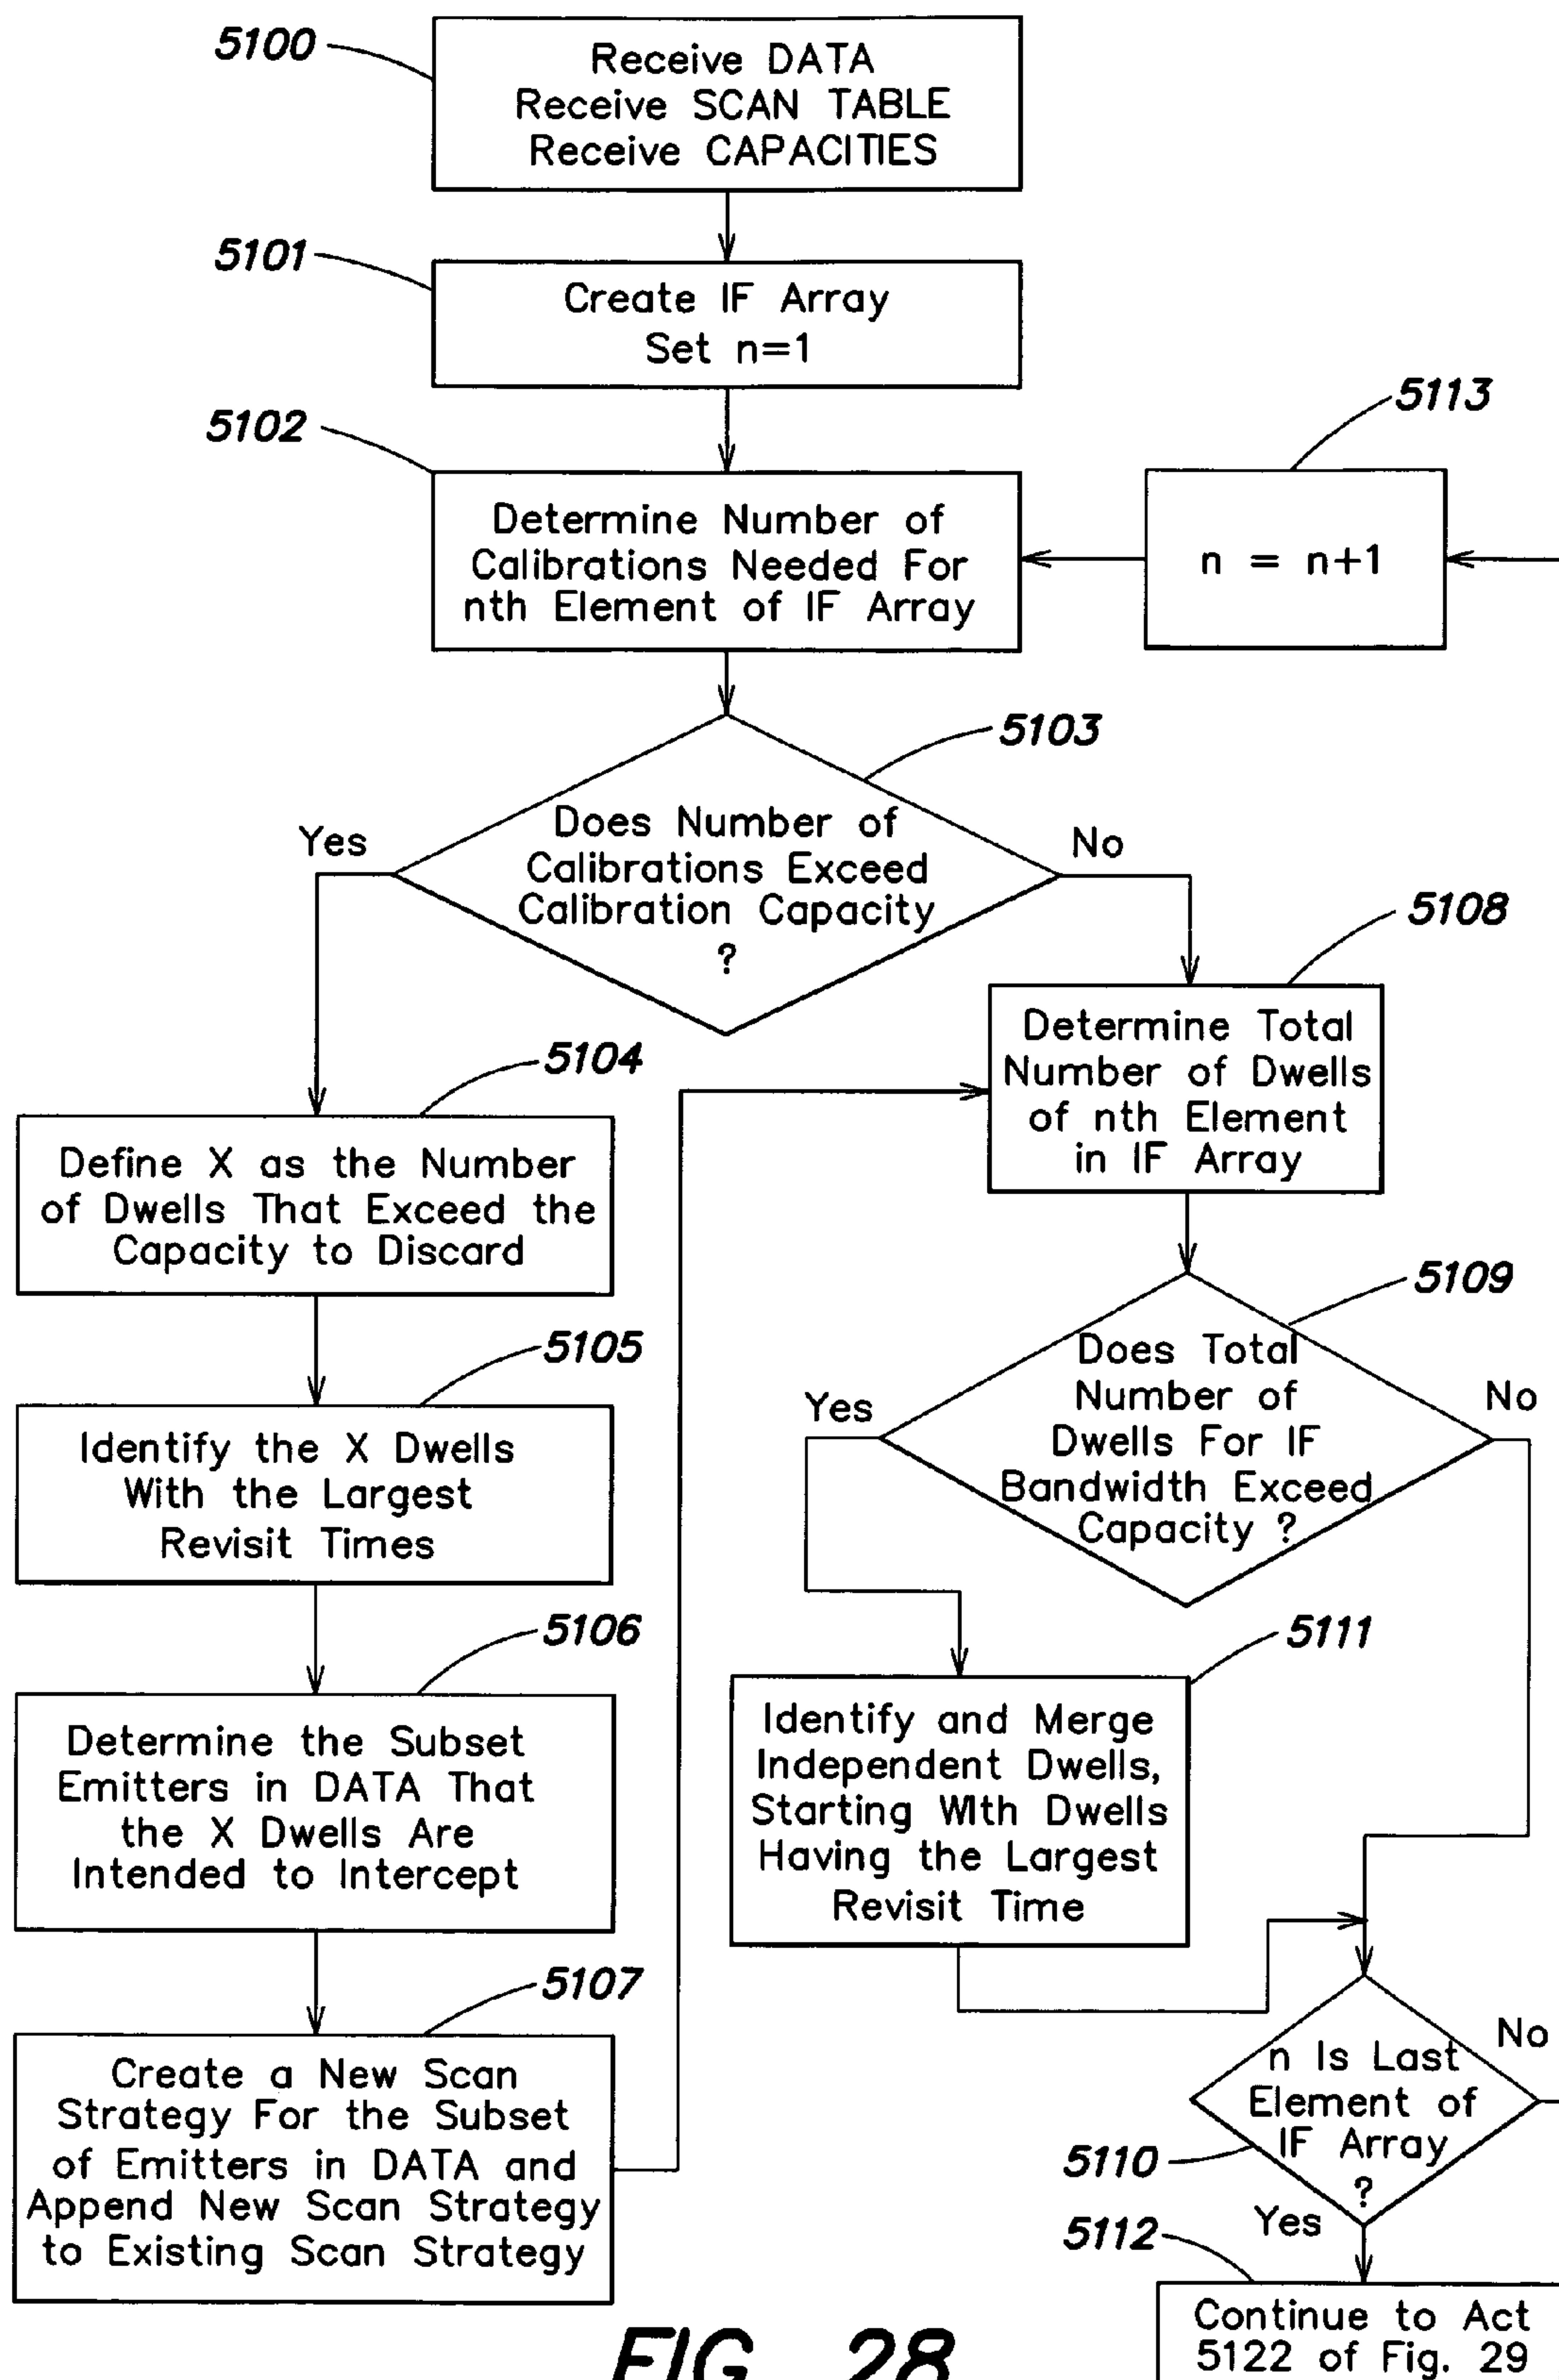 5100
Receive DATA
Receive SCAN TABLE
Receive CAPACITIES
5101
Create IF Array
Set n=1
5102
Determine Number of
Calibrations Needed For
nth Element of IF Array
5113
n = n+1
5103
Does Number of
Calibrations Exceed
Calibration Capacity
?
Yes
No
5104
Define X as the Number
of Dwells That Exceed the
Capacity to Discard
5105
Identify the X Dwells
With the Largest
Revisit Times
5106
Determine the Subset
Emitters in DATA That
the X Dwells Are
Intended to Intercept
5107
Create a New Scan
Strategy For the Subset
of Emitters in DATA and
Append New Scan Strategy
to Existing Scan Strategy
5108
Determine Total
Number of Dwells
of nth Element
in IF Array
5109
Does Total
Number of
Dwells For IF
Bandwidth Exceed
Capacity ?
Yes
No
5111
Identify and Merge
Independent Dwells,
Starting With Dwells
Having the Largest
Revisit Time
5110
n Is Last
Element of
IF Array
?
No
Yes
5112
Continue to Act
5122 of Fig. 29
FIG. 28